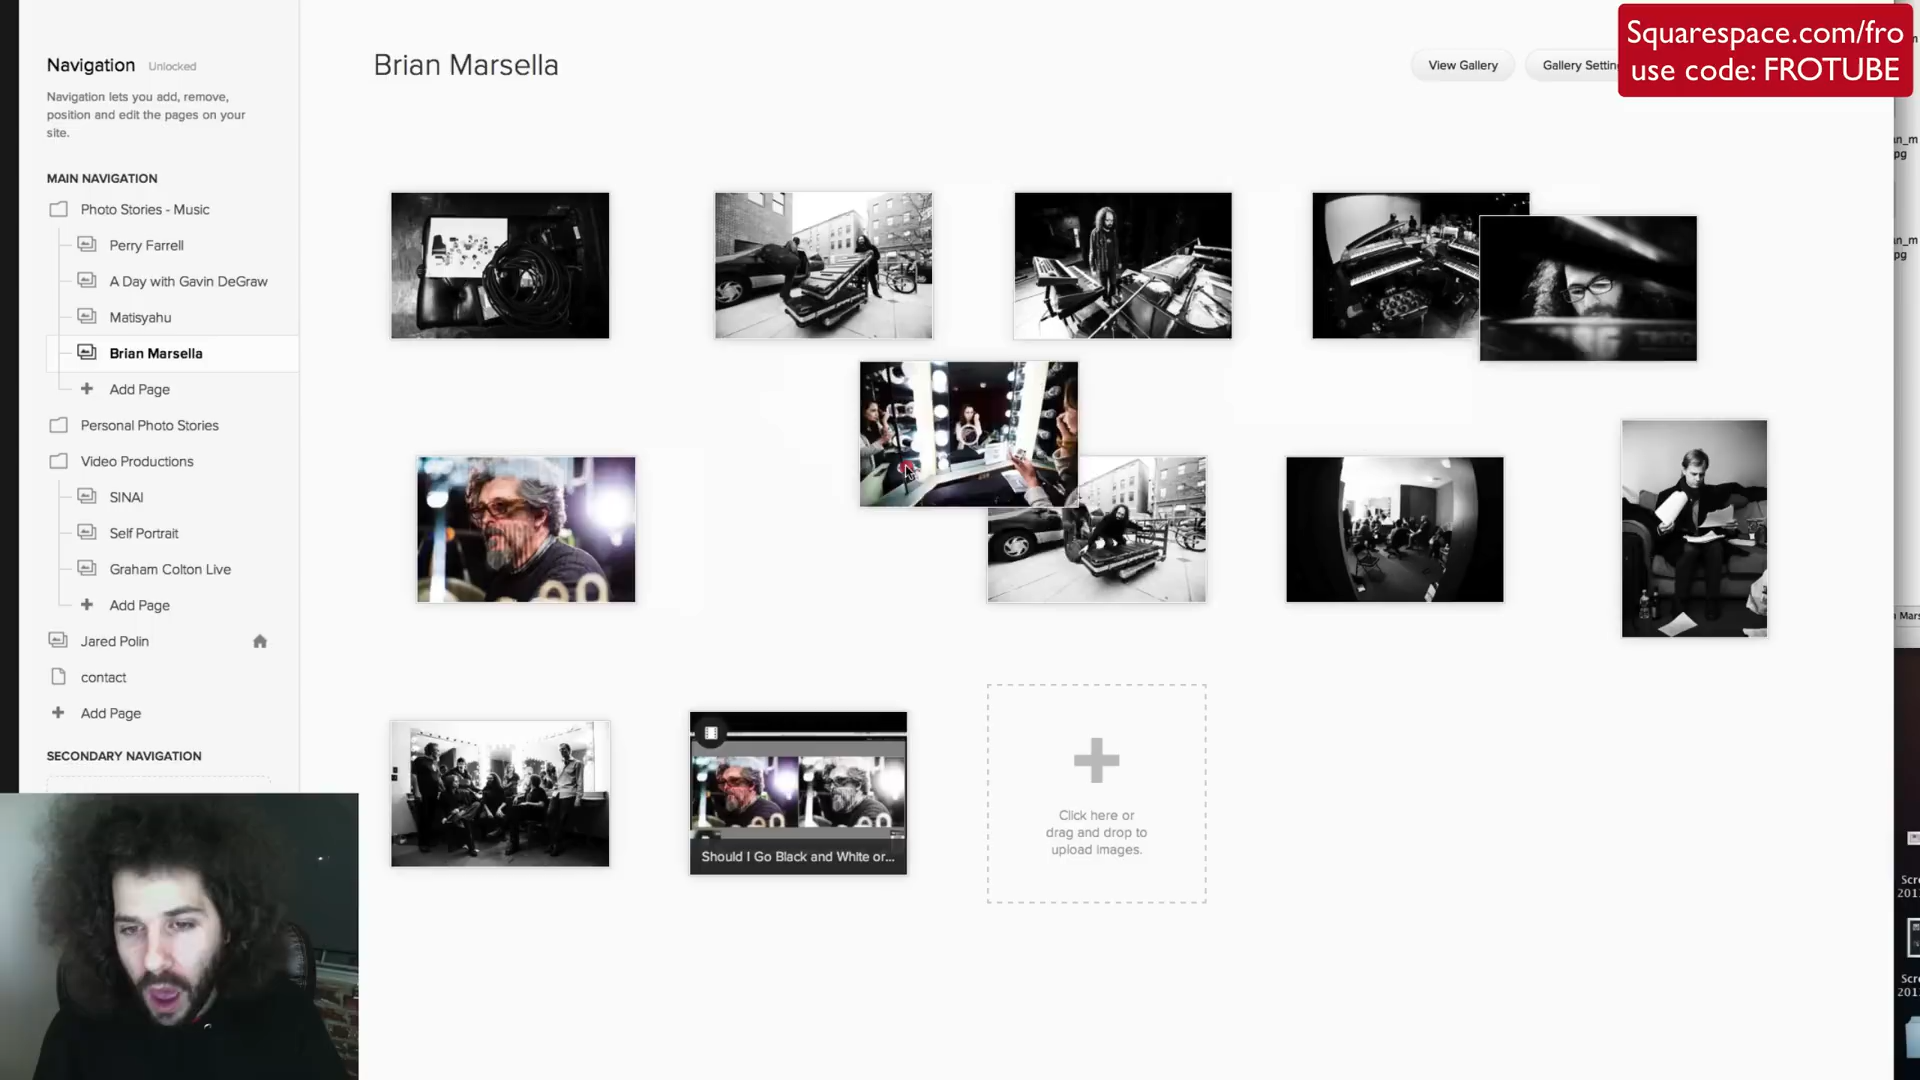 Squarespace.com/fro
use code: FROTUBE
Navigation Unlocked
Navigation lets you add, remove,
position and edit the pages on your
site.
MAIN NAVIGATION
Photo Stories - Music
Perry Farrell
A Day with Gavin DeGraw
Matisyahu
Brian Marsella
Add Page
Personal Photo Stories
Video Productions
SINAI
Self Portrait
Graham Colton Live
Add Page
Jared Polin
contact
Add Page
SECONDARY NAVIGATION
Brian Marsella
View Gallery
Should I Go Black and White or...
Click here or
drag and drop to
upload images.